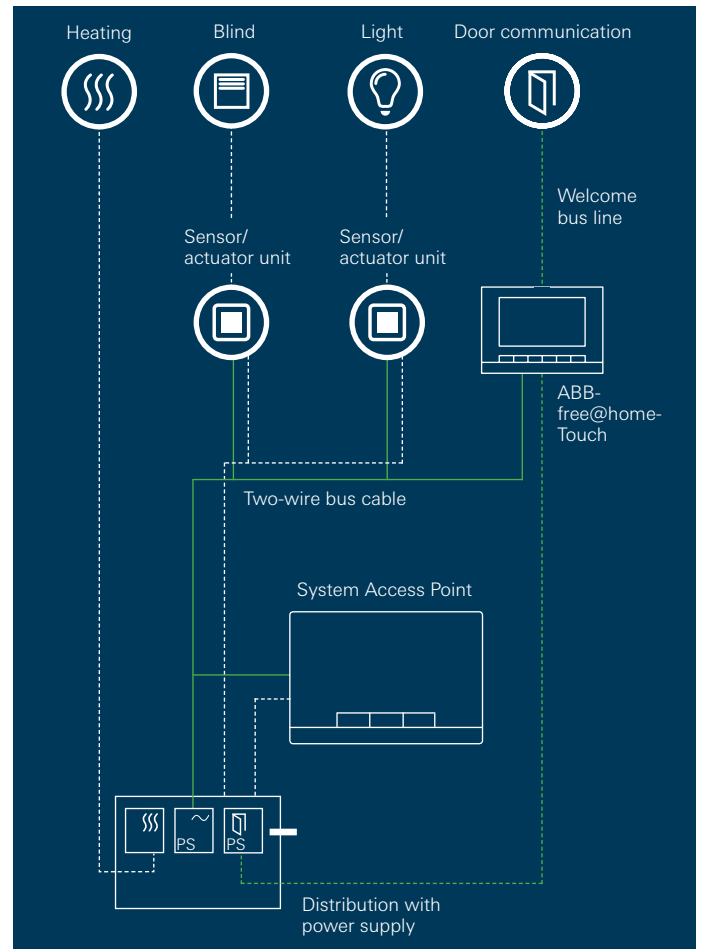 Heating
Blind
Light
Door communication
Welcome
bus line
Sensor/
actuator unit
Sensor/
actuator unit
ABB-
free@home-
Touch
Two-wire bus cable
System Access Point
PS
PS
Distribution with
power supply